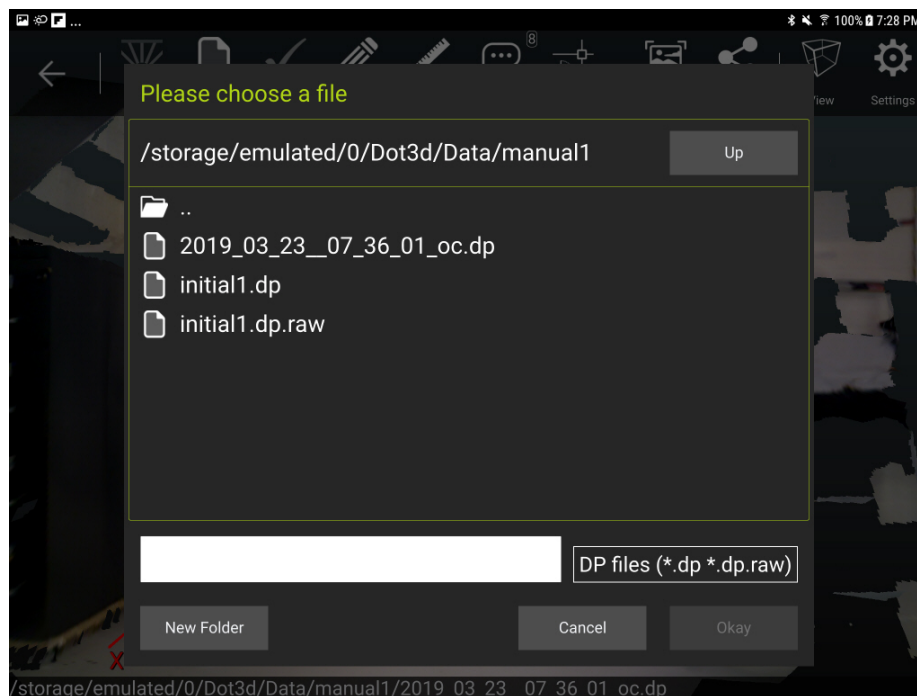 ... 100% 7:28 PM
8
View Settings
Please choose a file
/storage/emulated/0/Dot3d/Data/manual1 Up
..
2019_03_23__07_36_01_oc.dp
initial1.dp
initial1.dp.raw
DP files (*.dp *.dp.raw)
New Folder Cancel Okay
X
/storage/emulated/0/Dot3d/Data/manual1/2019_03_23__07_36_01_oc.dp